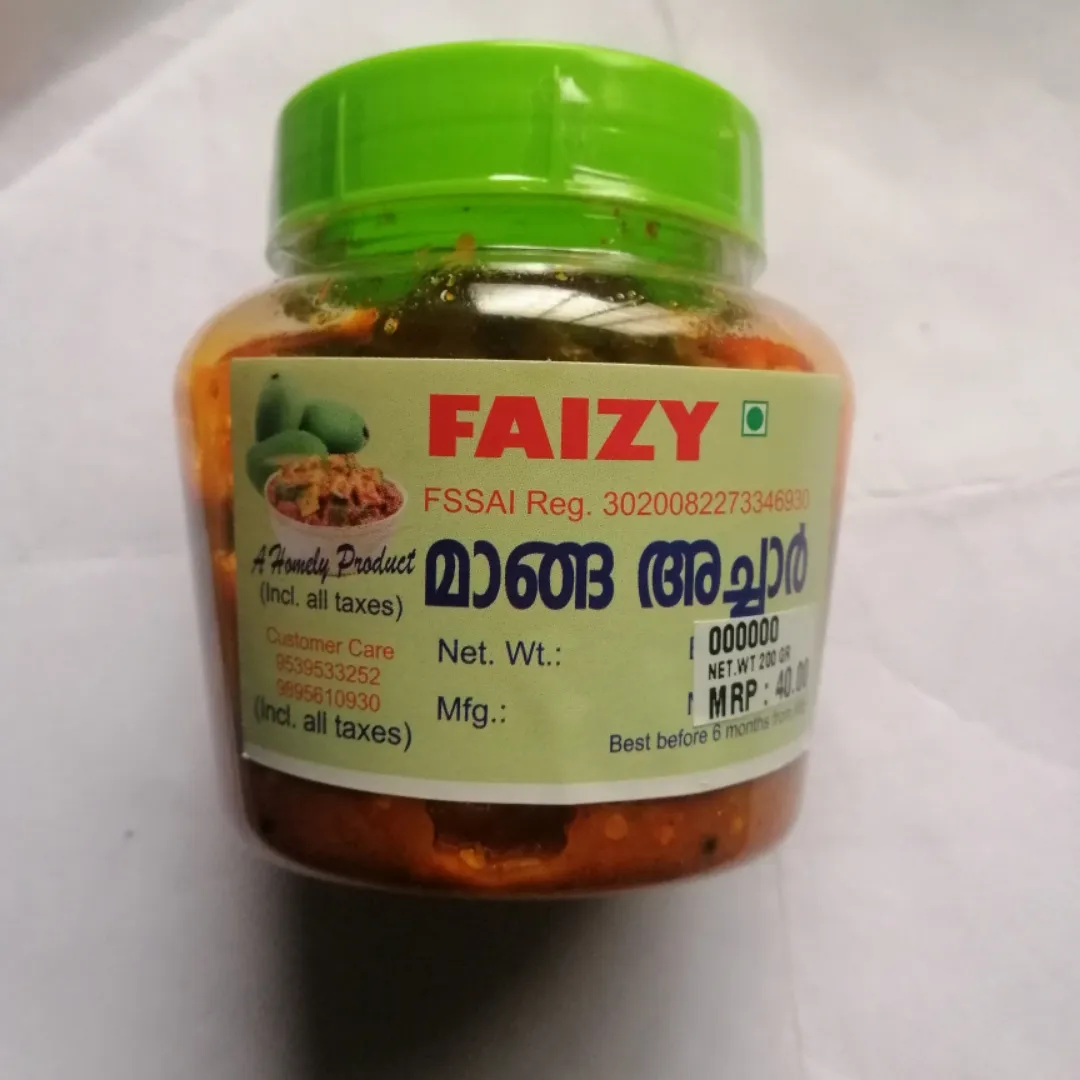 FAIZY
FSSAI Reg. 3020082273346930
മാങ്ങ അച്ചാർ
A Homely Product
(Incl. all taxes)
Customer Care
9539533252
9895610930
(Incl. all taxes)
Net. Wt.:
Mfg.:
000000
NET.WT 200 GR
MRP : 40.00
Best before 6 months from